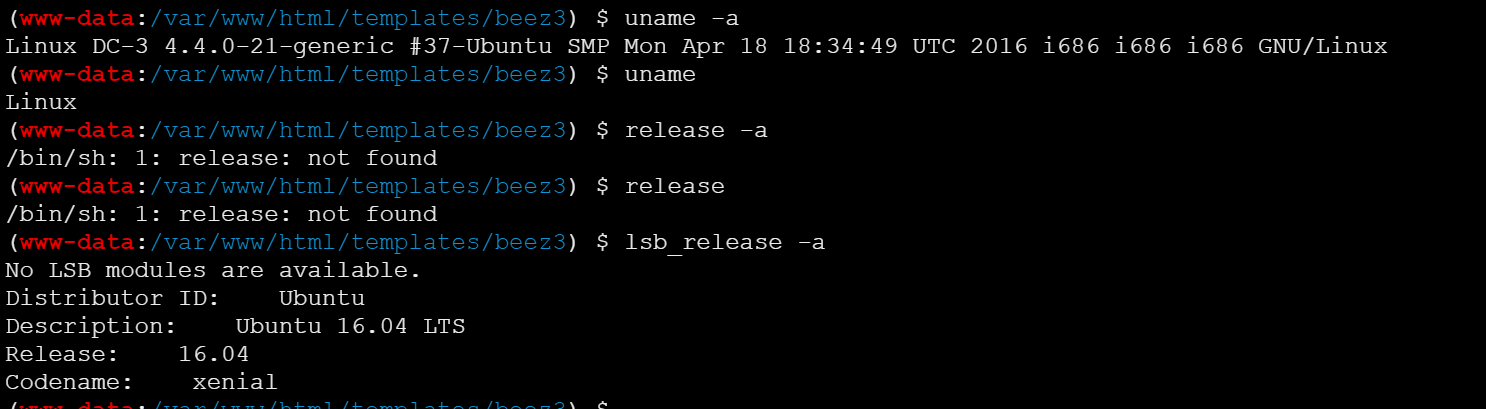 (www-data:/var/www/html/templates/beez3) $ uname -a
Linux DC-3 4.4.0-21-generic #37-Ubuntu SMP Mon Apr 18 18:34:49 UTC 2016 i686 i686 i686 GNU/Linux
(www-data:/var/www/html/templates/beez3) $ uname
Linux
(www-data:/var/www/html/templates/beez3) $ release -a
/bin/sh: 1: release: not found
(www-data:/var/www/html/templates/beez3) $ release
/bin/sh: 1: release: not found
(www-data:/var/www/html/templates/beez3) $ lsb_release -a
No LSB modules are available.
Distributor ID:    Ubuntu
Description:    Ubuntu 16.04 LTS
Release:    16.04
Codename:    xenial
(www-data:/var/www/html/templates/beez3) $